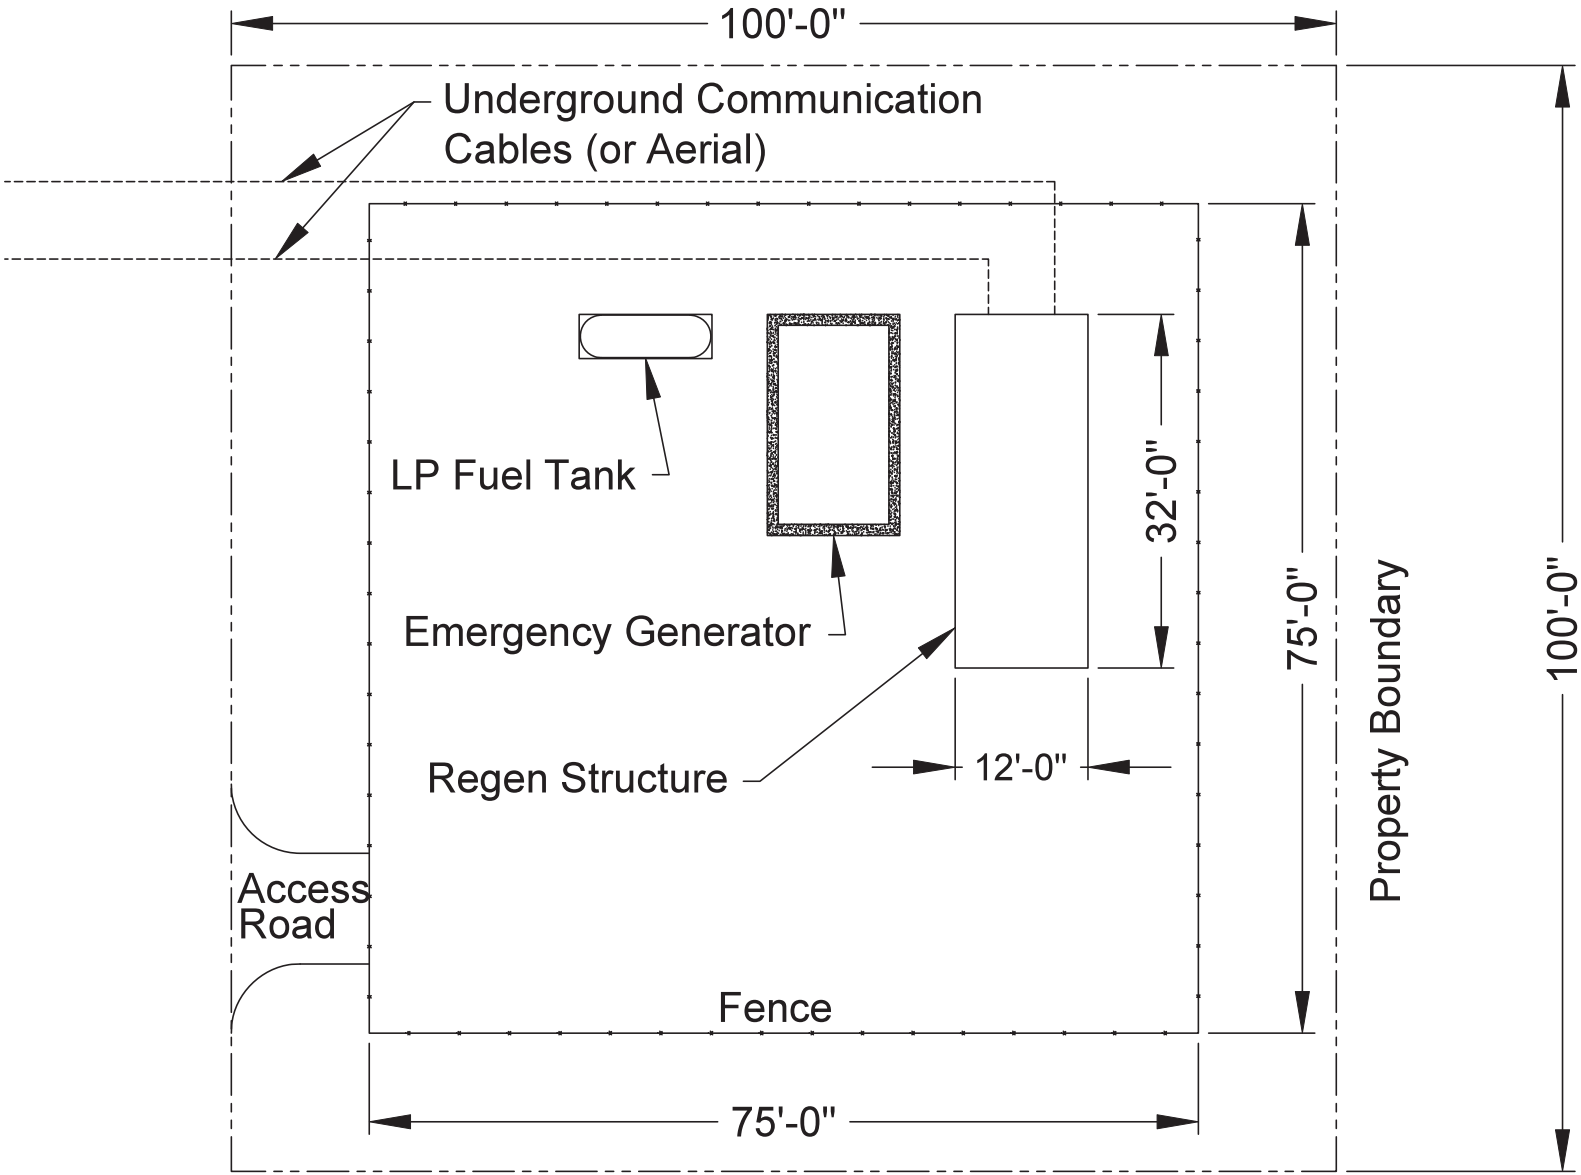 100'-0"
Underground Communication
Cables (or Aerial)
LP Fuel Tank
32'-0"
Emergency Generator
75'-0"
Property Boundary
100'-0"
Regen Structure
12'-0"
Access
Road
Fence
75'-0"